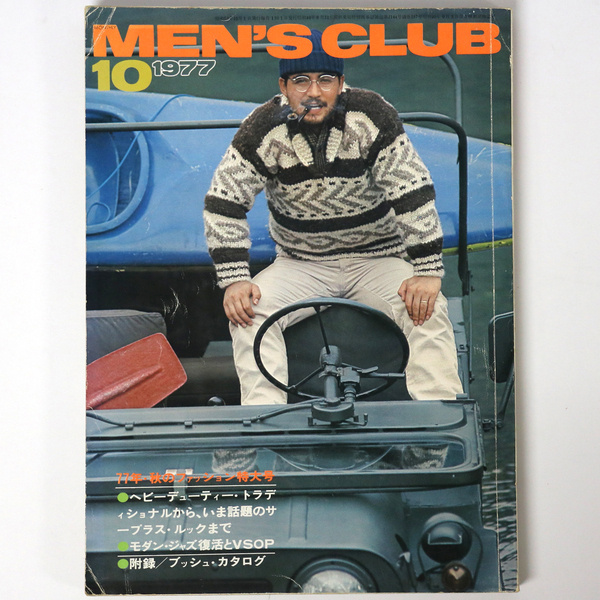 MEN'S CLUB
10 1977
77年・秋のファッション特大号
●ヘビーデューティー・トラデ
ィショナルから、いま話題のサ
ープラス・ルックまで
●モダン・ジャズ復活とVSOP
●附録／ブッシュ・カタログ